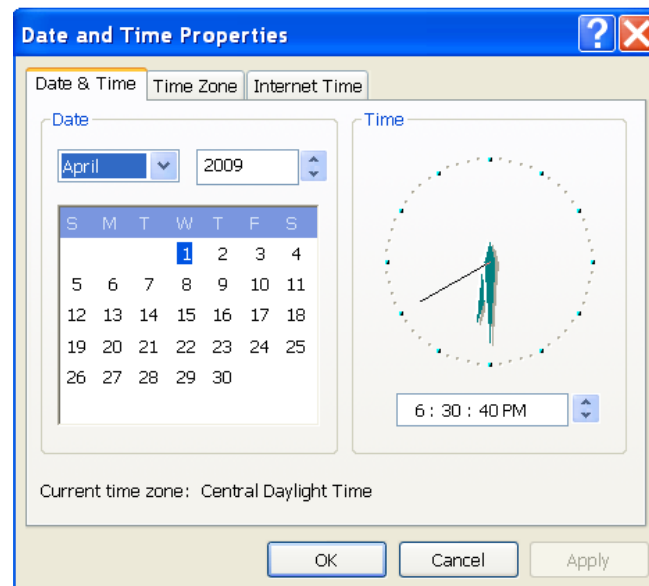 Date and Time Properties
Date & Time Time Zone Internet Time
Date
April 2009
S M T W T F S
1 2 3 4
5 6 7 8 9 10 11
12 13 14 15 16 17 18
19 20 21 22 23 24 25
26 27 28 29 30
Time
6 : 30 : 40 PM
Current time zone: Central Daylight Time
OK Cancel Apply